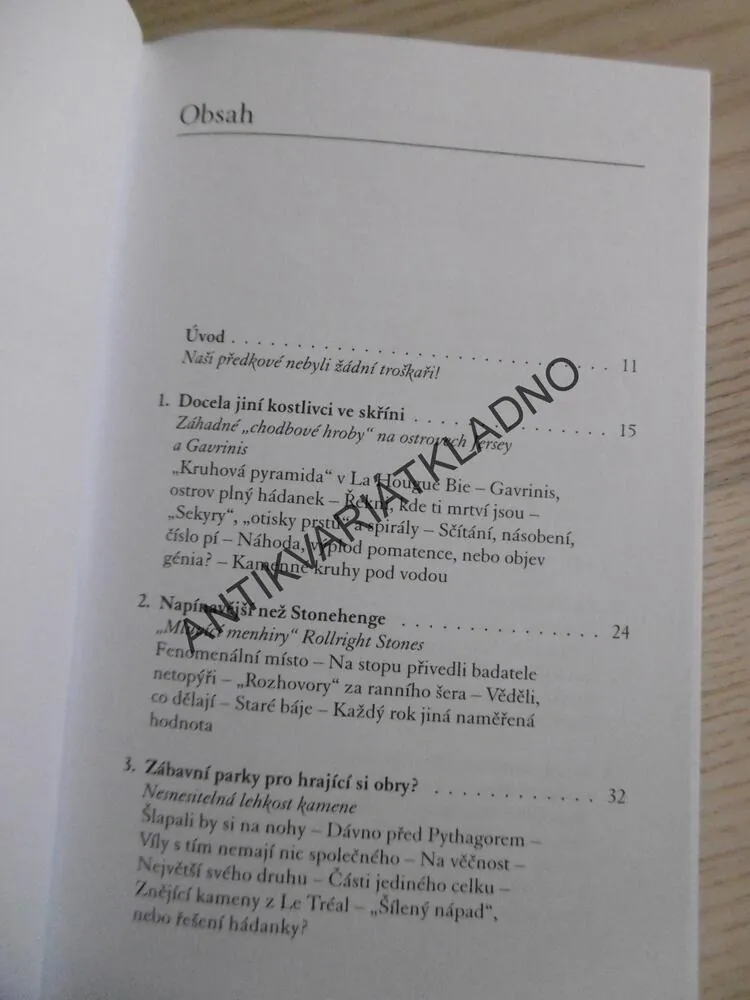 Obsah
Úvod . . . . . . . . . . . . . . . . . . . . . . . . . . . . 11
Naši předkové nebyli žádní troškaři!
1. Docela jiní kostlivci ve skříni . . . . . . . . . . . . . . 15
Záhadné „chodbové hroby“ na ostrovech Jersey
a Gavrinis
„Kruhová pyramida“ v La Hougue Bie – Gavrinis,
ostrov plný hádanek – Řekni, kde ti mrtví jsou –
„Sekyry“, „otisky prstů“ a spirály – Sčítání, násobení,
číslo pí – Náhoda, výplod pomatence, nebo objev
génia? – Kamenné kruhy pod vodou
2. Napínavější než Stonehenge . . . . . . . . . . . . . . 24
„Mluvící menhiry“ Rollright Stones
Fenomenální místo – Na stopu přivedli badatele
netopýři – „Rozhovory“ za ranního šera – Věděli,
co dělají – Staré báje – Každý rok jiná naměřená
hodnota
3. Zábavní parky pro hrající si obry? . . . . . . . . . . . 32
Nesnesitelná lehkost kamene
Šlapali by si na nohy – Dávno před Pythagorem –
Víly s tím nemají nic společného – Na věčnost –
Největší svého druhu – Části jediného celku –
Znějící kameny z Le Tréal – „Šílený nápad“,
nebo řešení hádanky?
ANTIKVARIATKLADNO